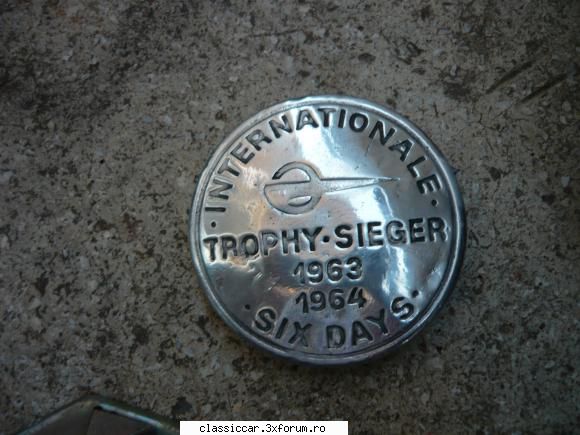 · INTERNATIONALE ·
TROPHY · SIEGER
1963
1964
· SIX DAYS ·
classiccar.3xforum.ro